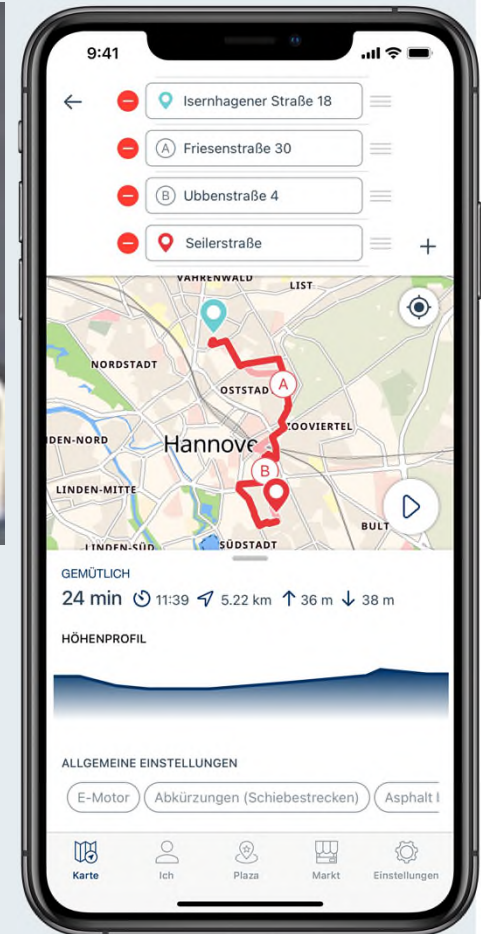 9:41
Isernhagener Straße 18
A Friesenstraße 30
B Ubbenstraße 4
Seilerstraße
VAHRENWALD
LIST
NORDSTADT
OSTSTAD
A
ZOOVIERTEL
DEN-NORD
Hannove
B
LINDEN-MITTE
BULT
LINDEN-SÜD
SÜDSTADT
GEMÜTLICH
24 min 11:39 5.22 km ↑ 36 m ↓ 38 m
HÖHENPROFIL
ALLGEMEINE EINSTELLUNGEN
E-Motor Abkürzungen (Schiebestrecken) Asphalt
Karte Ich Plaza Markt Einstellungen